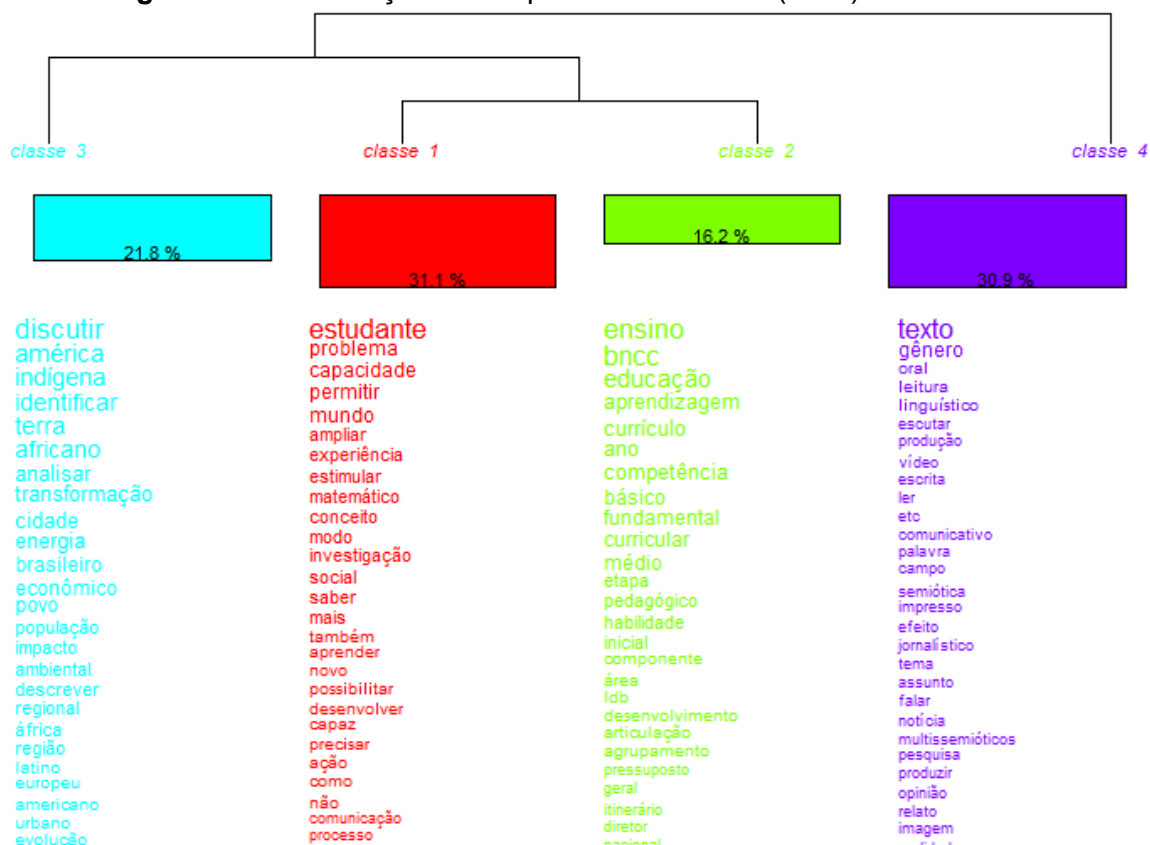 classe 3
classe 1
classe 2
classe 4
21.8 %
31.1 %
16.2 %
30.9 %
discutir
américa
indígena
identificar
terra
africano
analisar
transformação
cidade
energia
brasileiro
econômico
povo
população
impacto
ambiental
descrever
regional
áfrica
região
latino
europeu
americano
urbano
evolução
estudante
problema
capacidade
permitir
mundo
ampliar
experiência
estimular
matemático
conceito
modo
investigação
social
saber
mais
também
aprender
novo
possibilitar
desenvolver
capaz
precisar
ação
como
não
comunicação
processo
ensino
bncc
educação
aprendizagem
currículo
ano
competência
básico
fundamental
curricular
médio
etapa
pedagógico
habilidade
inicial
componente
área
ldb
desenvolvimento
articulação
agrupamento
pressuposto
geral
itinerário
diretor
nacional
texto
gênero
oral
leitura
linguístico
escutar
produção
vídeo
escrita
ler
etc
comunicativo
palavra
campo
semiótica
impresso
efeito
jornalístico
tema
assunto
falar
notícia
multissemióticos
pesquisa
produzir
opinião
relato
imagem